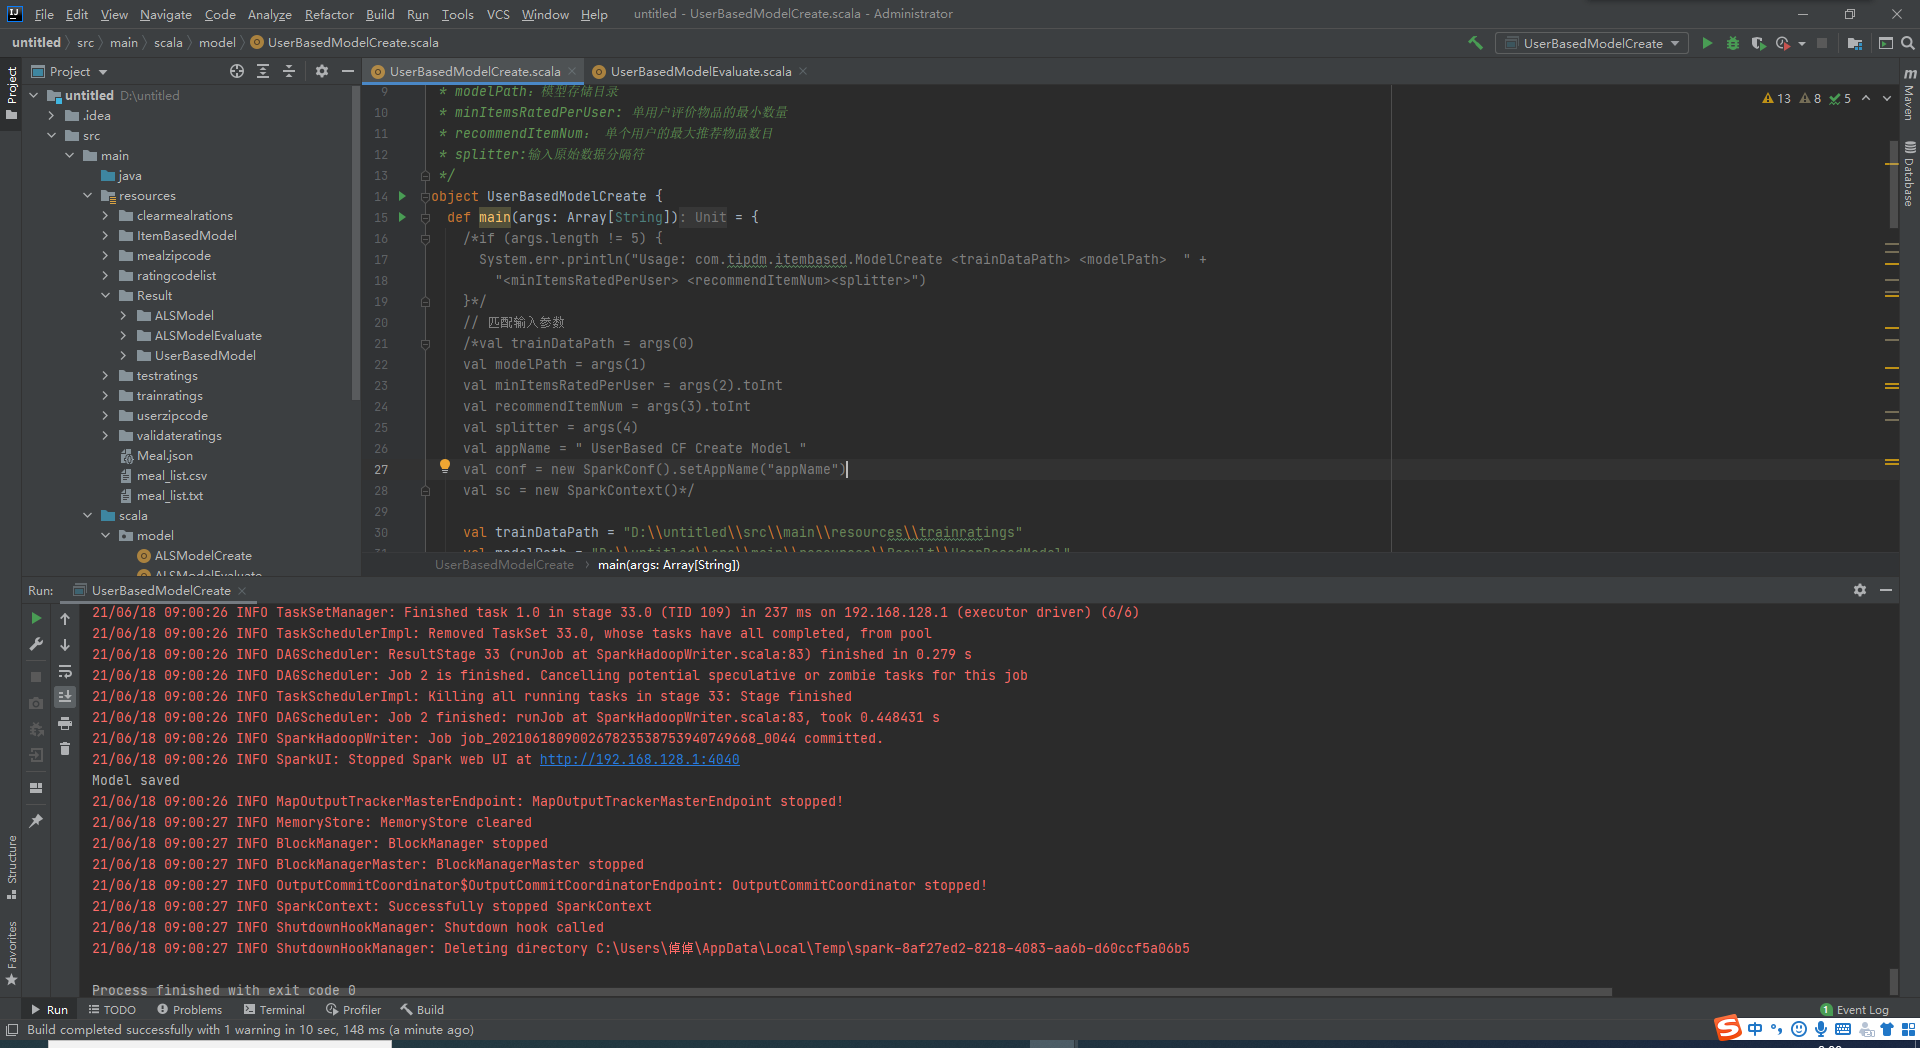 File Edit View Navigate Code Analyze Refactor Build Run Tools VCS Window Help untitled - UserBasedModelCreate.scala - Administrator
untitled src main scala model UserBasedModelCreate.scala
UserBasedModelCreate
Project
UserBasedModelCreate.scala
UserBasedModelEvaluate.scala
Project
Structure
Favorites
Maven
Database
untitled D:\untitled
.idea
src
main
java
resources
clearmealrations
ItemBasedModel
mealzipcode
ratingcodelist
Result
ALSModel
ALSModelEvaluate
UserBasedModel
testratings
trainratings
userzipcode
validateratings
Meal.json
meal_list.csv
meal_list.txt
scala
model
ALSModelCreate
ALSModelEvaluate
13 8 5
9 * modelPath：模型存储目录
10 * minItemsRatedPerUser: 单用户评价物品的最小数量
11 * recommendItemNum： 单个用户的最大推荐物品数目
12 * splitter:输入原始数据分隔符
13 */
14 object UserBasedModelCreate {
15 def main(args: Array[String]): Unit = {
16 /*if (args.length != 5) {
17 System.err.println("Usage: com.tipdm.itembased.ModelCreate <trainDataPath> <modelPath>  " +
18 "<minItemsRatedPerUser> <recommendItemNum><splitter>")
19 }*/
20 // 匹配输入参数
21 /*val trainDataPath = args(0)
22 val modelPath = args(1)
23 val minItemsRatedPerUser = args(2).toInt
24 val recommendItemNum = args(3).toInt
25 val splitter = args(4)
26 val appName = " UserBased CF Create Model "
27 val conf = new SparkConf().setAppName("appName")
28 val sc = new SparkContext()*/
29
30 val trainDataPath = "D:\\untitled\\src\\main\\resources\\trainratings"
31 val modelPath = "D:\\untitled\\src\\main\\resources\\Result\\UserBasedModel"
UserBasedModelCreate main(args: Array[String])
Run: UserBasedModelCreate
21/06/18 09:00:26 INFO TaskSetManager: Finished task 1.0 in stage 33.0 (TID 109) in 237 ms on 192.168.128.1 (executor driver) (6/6)
21/06/18 09:00:26 INFO TaskSchedulerImpl: Removed TaskSet 33.0, whose tasks have all completed, from pool
21/06/18 09:00:26 INFO DAGScheduler: ResultStage 33 (runJob at SparkHadoopWriter.scala:83) finished in 0.279 s
21/06/18 09:00:26 INFO DAGScheduler: Job 2 is finished. Cancelling potential speculative or zombie tasks for this job
21/06/18 09:00:26 INFO TaskSchedulerImpl: Killing all running tasks in stage 33: Stage finished
21/06/18 09:00:26 INFO DAGScheduler: Job 2 finished: runJob at SparkHadoopWriter.scala:83, took 0.448431 s
21/06/18 09:00:26 INFO SparkHadoopWriter: Job job_20210618090026782353875394074966​8_0044 committed.
21/06/18 09:00:26 INFO SparkUI: Stopped Spark web UI at http://192.168.128.1:4040
Model saved
21/06/18 09:00:26 INFO MapOutputTrackerMasterEndpoint: MapOutputTrackerMasterEndpoint stopped!
21/06/18 09:00:27 INFO MemoryStore: MemoryStore cleared
21/06/18 09:00:27 INFO BlockManager: BlockManager stopped
21/06/18 09:00:27 INFO BlockManagerMaster: BlockManagerMaster stopped
21/06/18 09:00:27 INFO OutputCommitCoordinator$OutputCommitCoordinatorEndpoint: OutputCommitCoordinator stopped!
21/06/18 09:00:27 INFO SparkContext: Successfully stopped SparkContext
21/06/18 09:00:27 INFO ShutdownHookManager: Shutdown hook called
21/06/18 09:00:27 INFO ShutdownHookManager: Deleting directory C:\Users\倬倬\AppData\Local\Temp\spark-8af27ed2-8218-4083-aa6b-d60ccf5a06b5
Process finished with exit code 0
Run TODO Problems Terminal Profiler Build 1 Event Log
Build completed successfully with 1 warning in 10 sec, 148 ms (a minute ago)
中